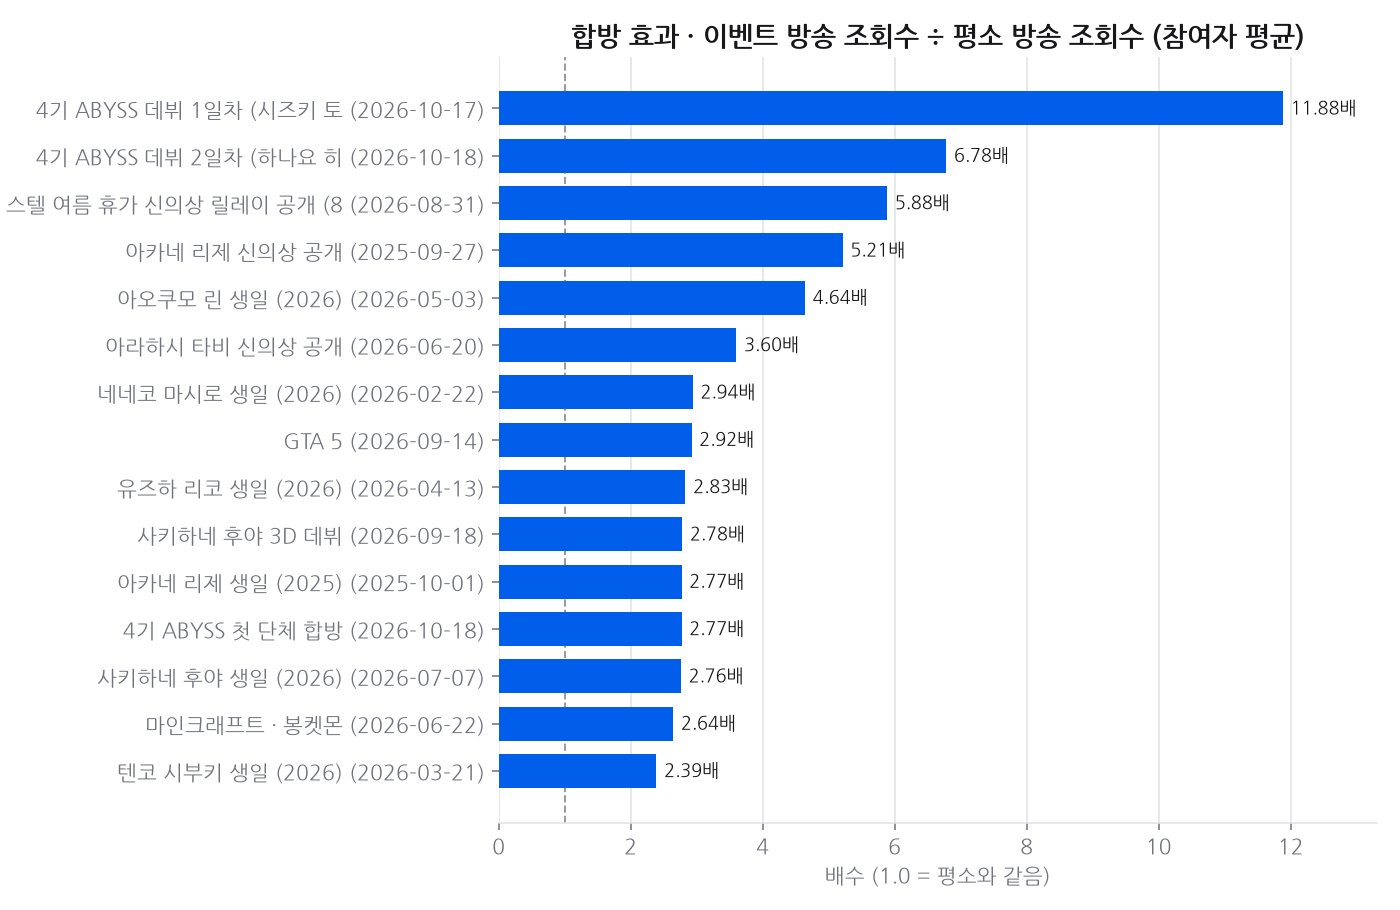 합방 효과 · 이벤트 방송 조회수 ÷ 평소 방송 조회수 (참여자 평균)
4기 ABYSS 데뷔 1일차 (시즈키 토 (2026-10-17) 11.88배
4기 ABYSS 데뷔 2일차 (하나요 히 (2026-10-18) 6.78배
스텔 여름 휴가 신의상 릴레이 공개 (8 (2026-08-31) 5.88배
아카네 리제 신의상 공개 (2025-09-27) 5.21배
아오쿠모 린 생일 (2026) (2026-05-03) 4.64배
아라하시 타비 신의상 공개 (2026-06-20) 3.60배
네네코 마시로 생일 (2026) (2026-02-22) 2.94배
GTA 5 (2026-09-14) 2.92배
유즈하 리코 생일 (2026) (2026-04-13) 2.83배
사키하네 후야 3D 데뷔 (2026-09-18) 2.78배
아카네 리제 생일 (2025) (2025-10-01) 2.77배
4기 ABYSS 첫 단체 합방 (2026-10-18) 2.77배
사키하네 후야 생일 (2026) (2026-07-07) 2.76배
마인크래프트 · 봉켓몬 (2026-06-22) 2.64배
텐코 시부키 생일 (2026) (2026-03-21) 2.39배
0 2 4 6 8 10 12
배수 (1.0 = 평소와 같음)